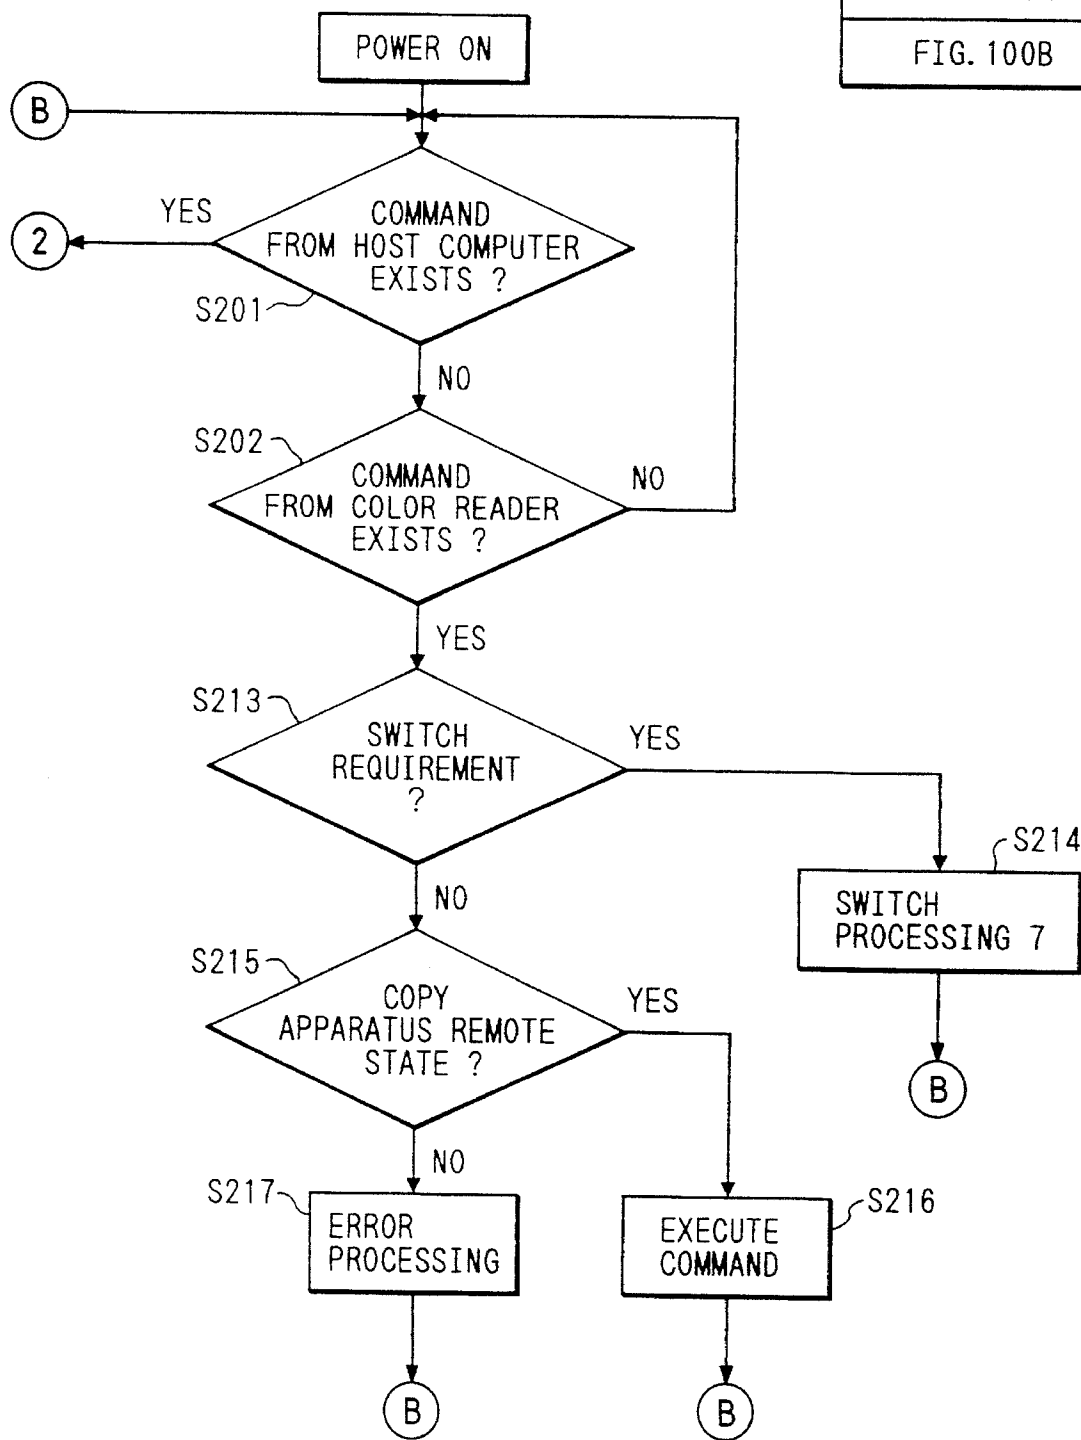 POWER ON
FIG. 100B
B
YES
2
COMMAND
FROM HOST COMPUTER
EXISTS ?
S201
NO
S202
COMMAND
FROM COLOR READER
EXISTS ?
NO
YES
S213
SWITCH
REQUIREMENT
?
YES
S214
SWITCH
PROCESSING 7
NO
S215
COPY
APPARATUS REMOTE
STATE ?
YES
B
NO
S217
ERROR
PROCESSING
S216
EXECUTE
COMMAND
B
B